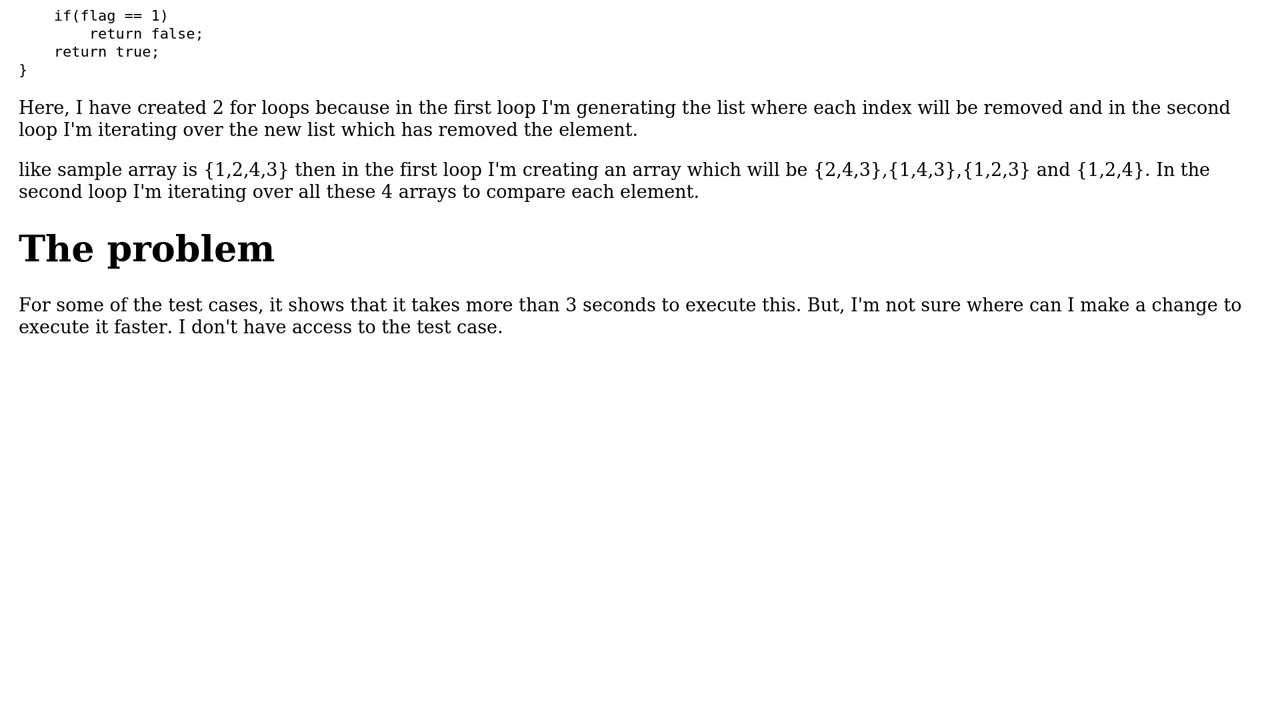 if(flag == 1)
return false;
return true;
}
Here, I have created 2 for loops because in the first loop I'm generating the list where each index will be removed and in the second
loop I'm iterating over the new list which has removed the element.
like sample array is {1,2,4,3} then in the first loop I'm creating an array which will be {2,4,3},{1,4,3},{1,2,3} and {1,2,4}. In the
second loop I'm iterating over all these 4 arrays to compare each element.
The problem
For some of the test cases, it shows that it takes more than 3 seconds to execute this. But, I'm not sure where can I make a change to
execute it faster. I don't have access to the test case.